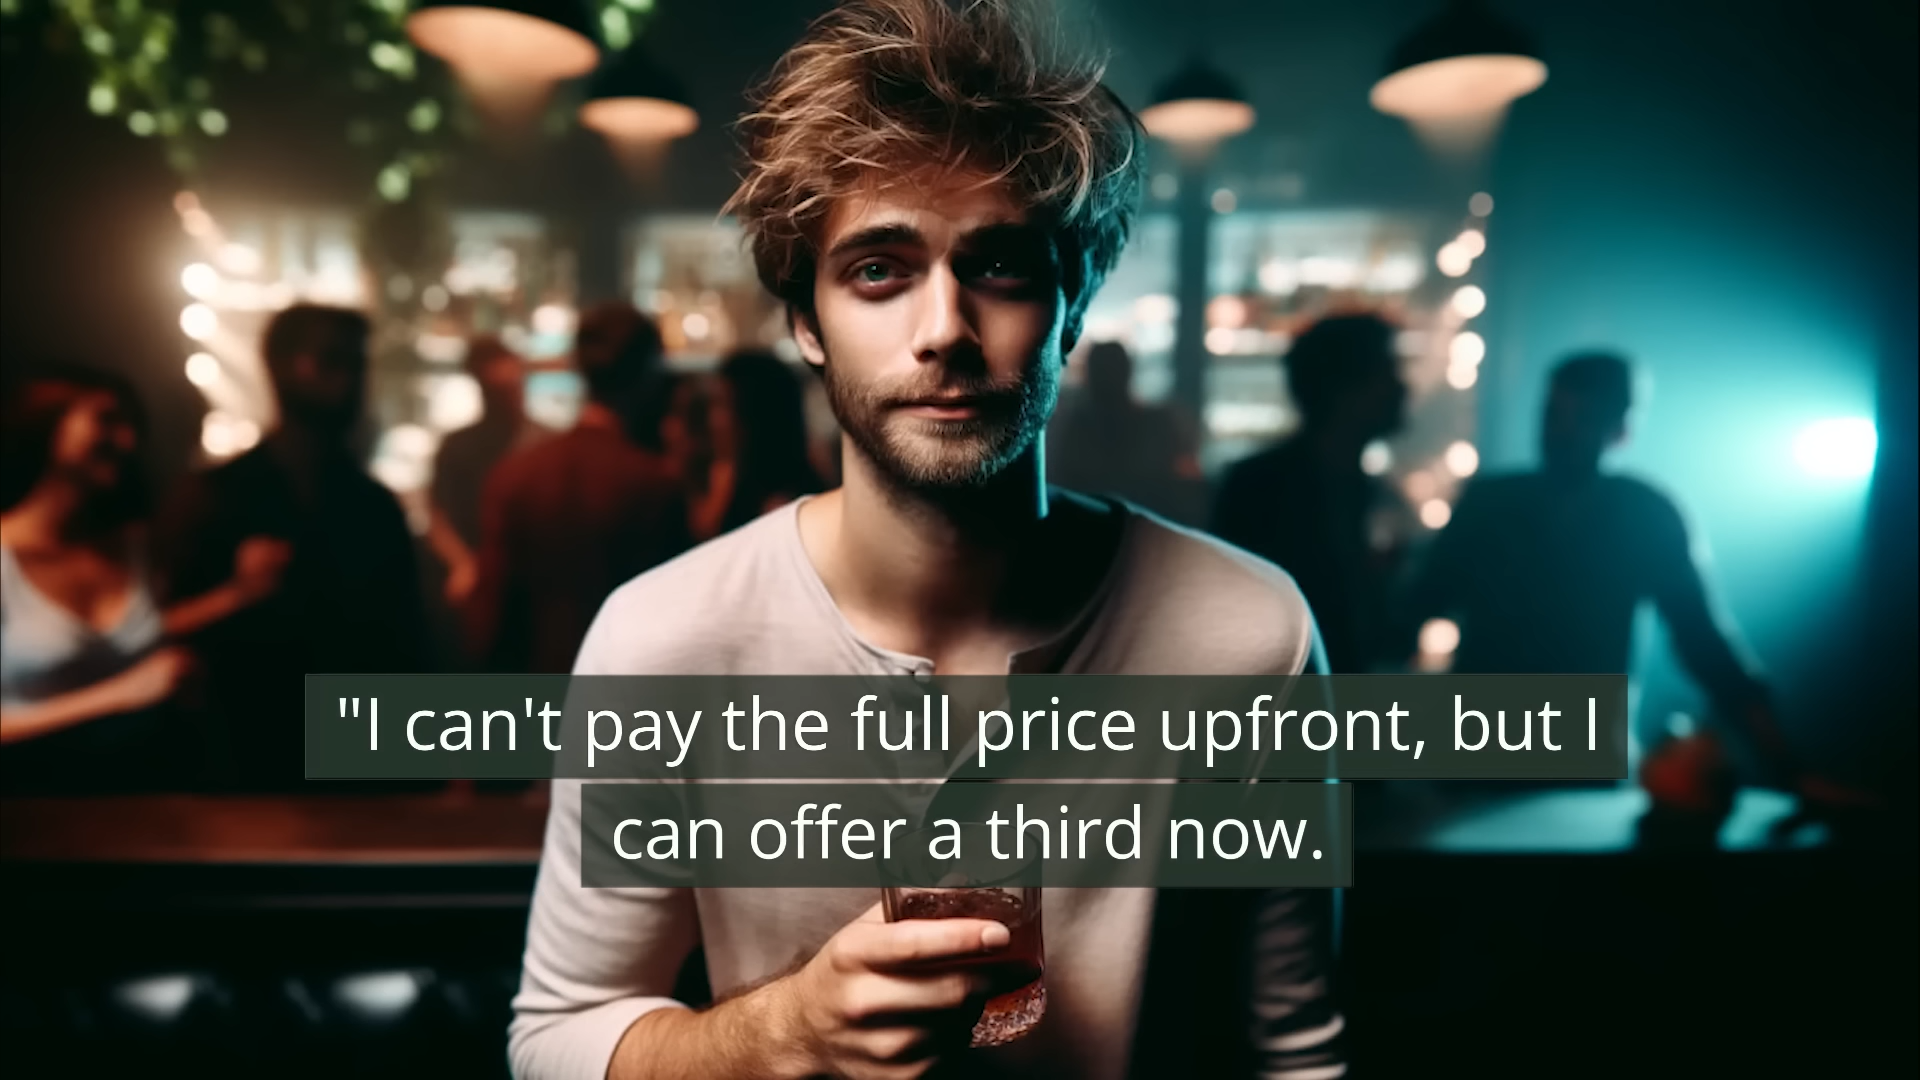 "I can't pay the full price upfront, but I
can offer a third now.